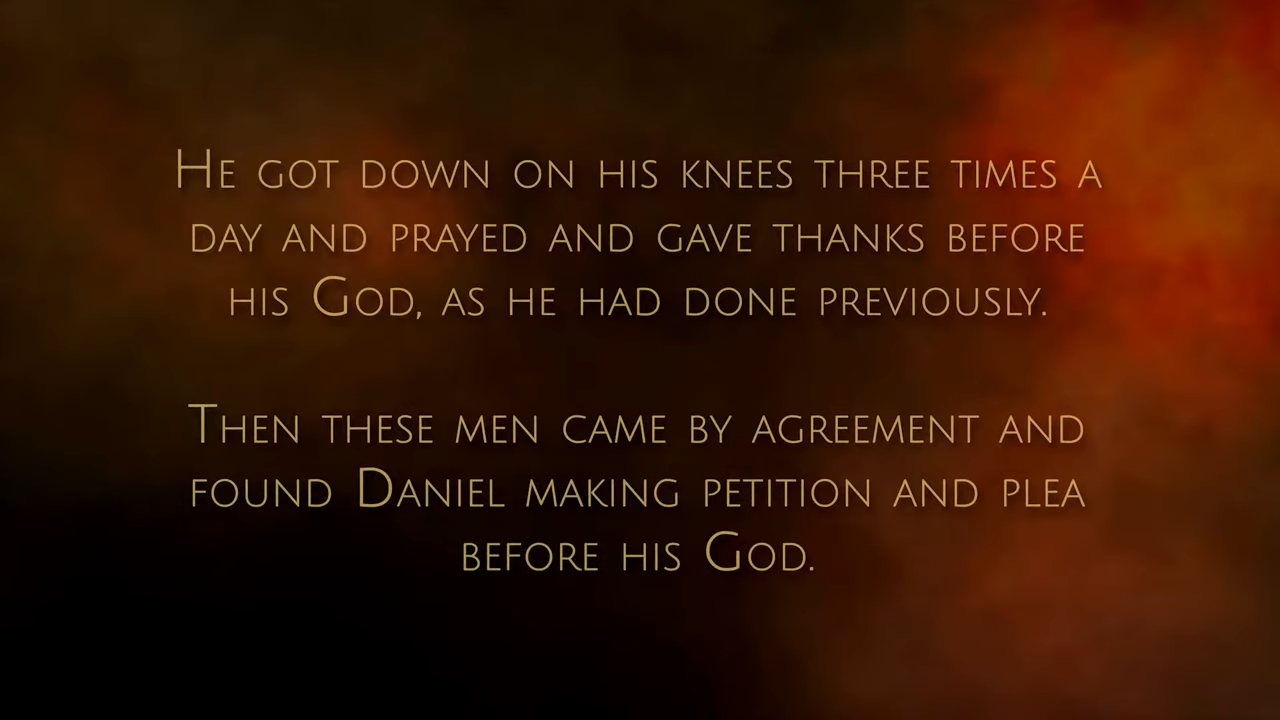 He got down on his knees three times a
day and prayed and gave thanks before
his God, as he had done previously.
Then these men came by agreement and
found Daniel making petition and plea
before his God.